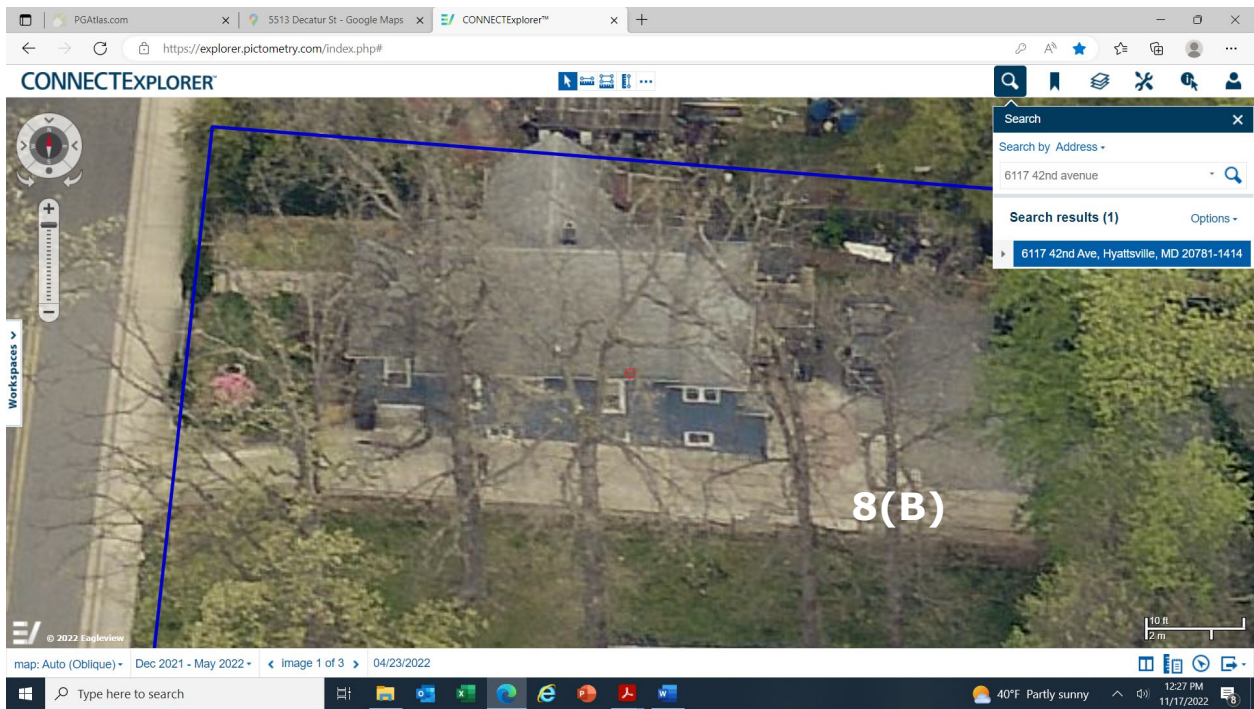 PGAtlas.com
5513 Decatur St - Google Maps
CONNECTExplorer™
https://explorer.pictometry.com/index.php#
CONNECTEXPLORER™
Search
Search by Address
6117 42nd avenue
Search results (1) Options
6117 42nd Ave, Hyattsville, MD 20781-1414
N
Workspaces
8(B)
© 2022 Eagleview
10 ft
2 m
map: Auto (Oblique) Dec 2021 - May 2022 image 1 of 3 04/23/2022
Type here to search
40°F Partly sunny
12:27 PM
11/17/2022
8